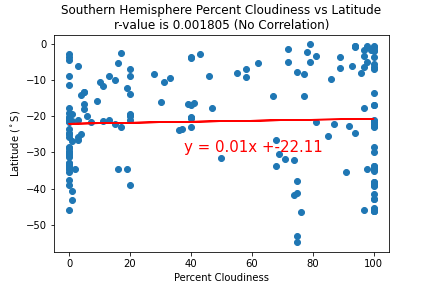 Southern Hemisphere Percent Cloudiness vs Latitude
r-value is 0.001805 (No Correlation)
0
−10
−20
−30
−40
−50
Latitude (°S)
y = 0.01x +-22.11
0 20 40 60 80 100
Percent Cloudiness